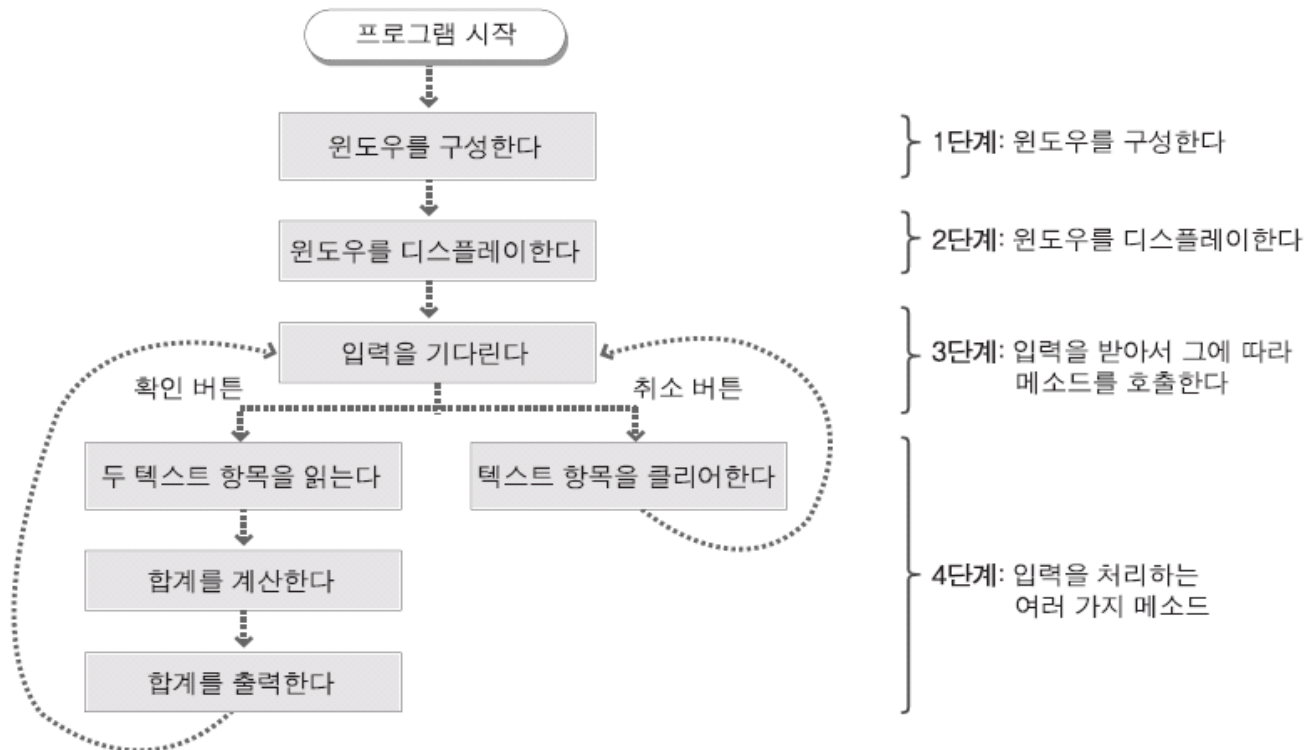 프로그램 시작
윈도우를 구성한다
1단계: 윈도우를 구성한다
윈도우를 디스플레이한다
2단계: 윈도우를 디스플레이한다
입력을 기다린다
3단계: 입력을 받아서 그에 따라
메소드를 호출한다
확인 버튼
취소 버튼
두 텍스트 항목을 읽는다
텍스트 항목을 클리어한다
합계를 계산한다
합계를 출력한다
4단계: 입력을 처리하는
여러 가지 메소드